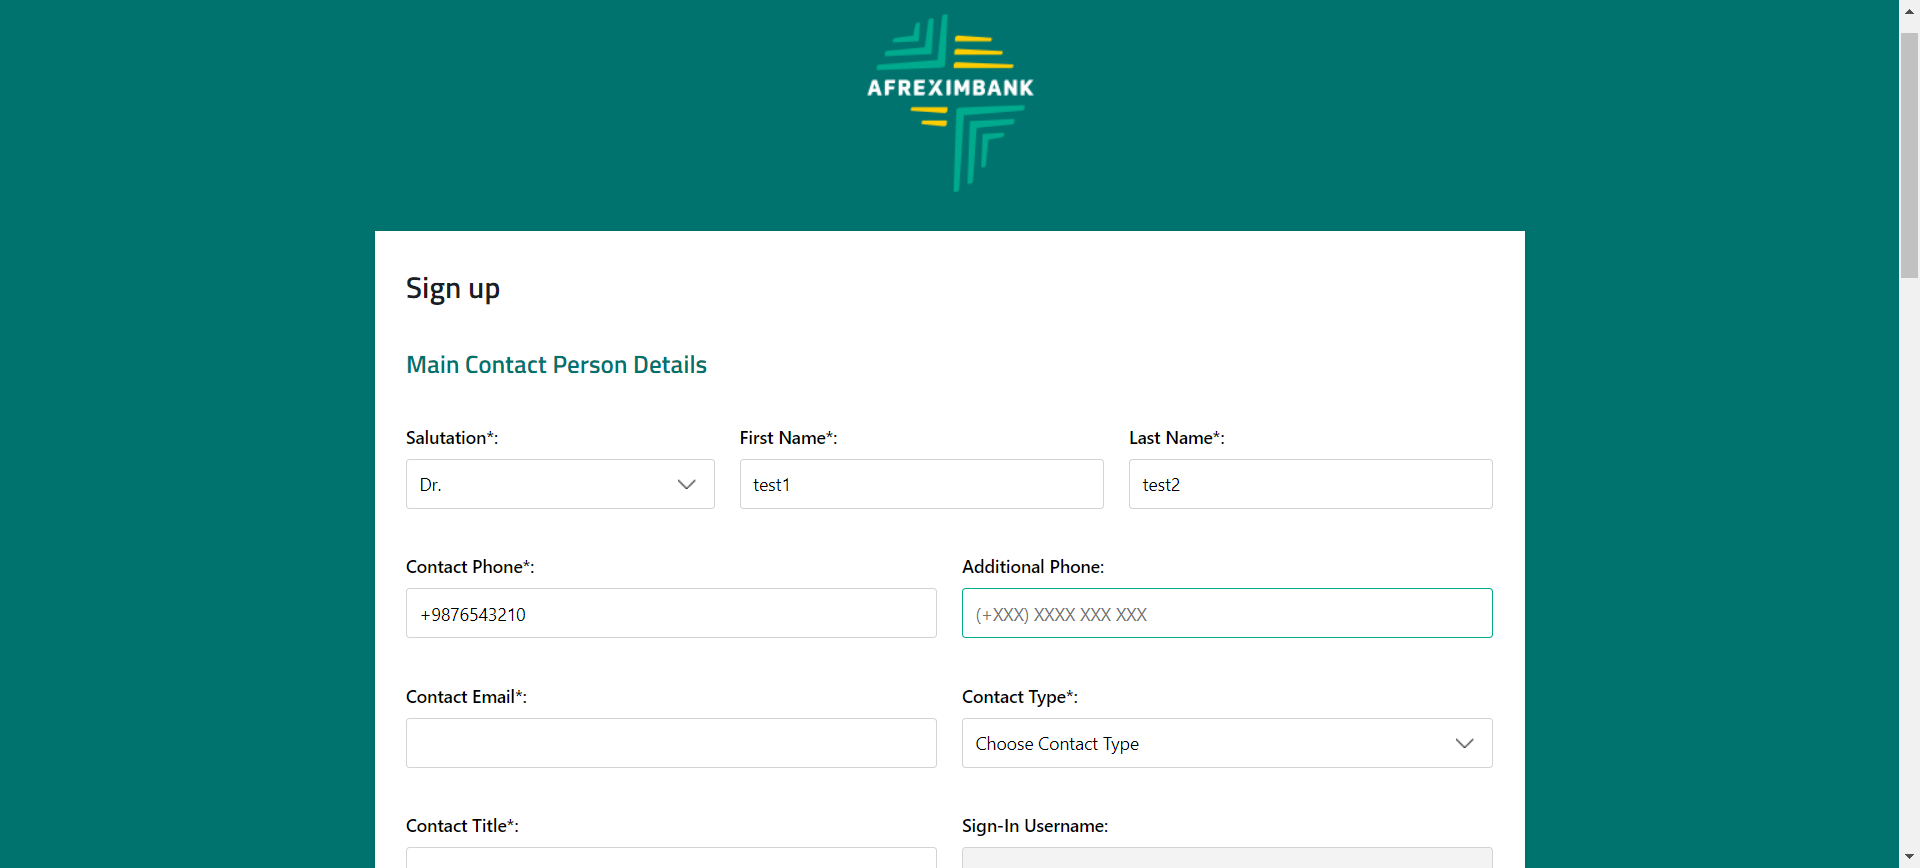 AFREXIMBANK
Sign up
Main Contact Person Details
Salutation*: First Name*: Last Name*:
Dr. test1 test2
Contact Phone*: Additional Phone:
+9876543210 (+XXX) XXXX XXX XXX
Contact Email*: Contact Type*:
Choose Contact Type
Contact Title*: Sign-In Username: